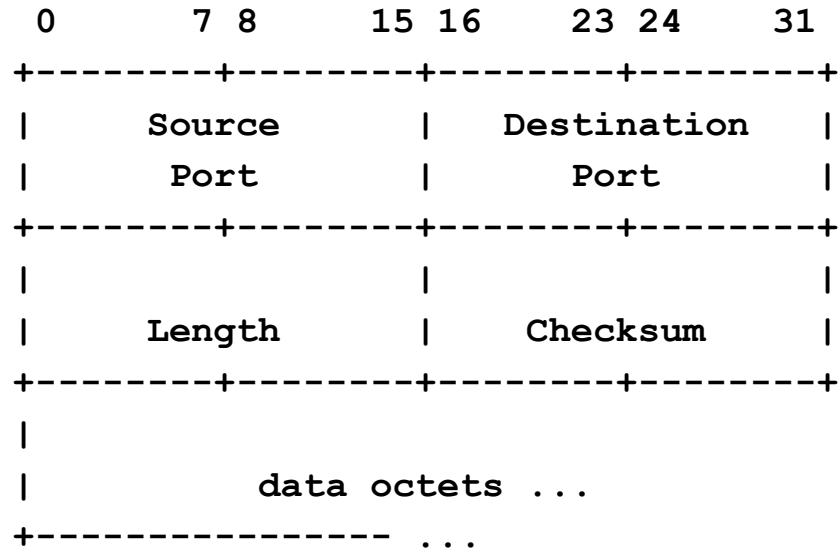 0      7 8     15 16    23 24    31
+--------+--------+--------+--------+
|     Source      |   Destination   |
|      Port       |      Port       |
+--------+--------+--------+--------+
|                 |                 |
|     Length      |    Checksum     |
+--------+--------+--------+--------+
|
|          data octets ...
+---------------- ...